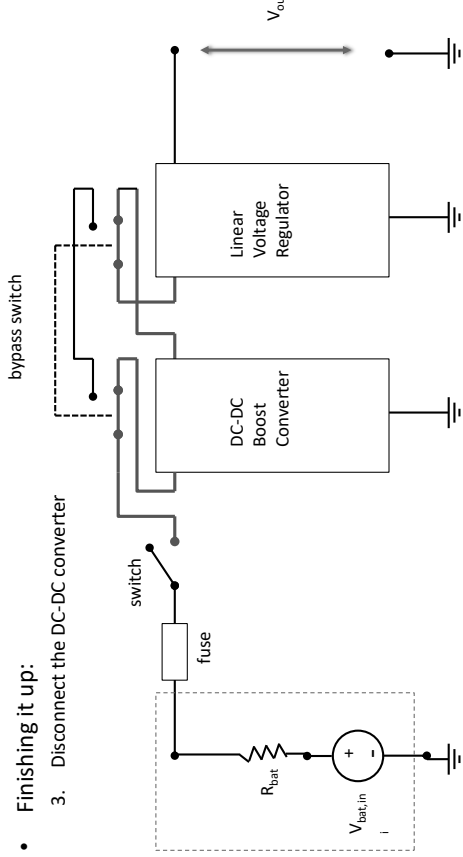 • Finishing it up:
3. Disconnect the DC-DC converter
bypass switch
switch
fuse
R_bat
+
-
V_bat,in
i
DC-DC
Boost
Converter
Linear
Voltage
Regulator
V_ou